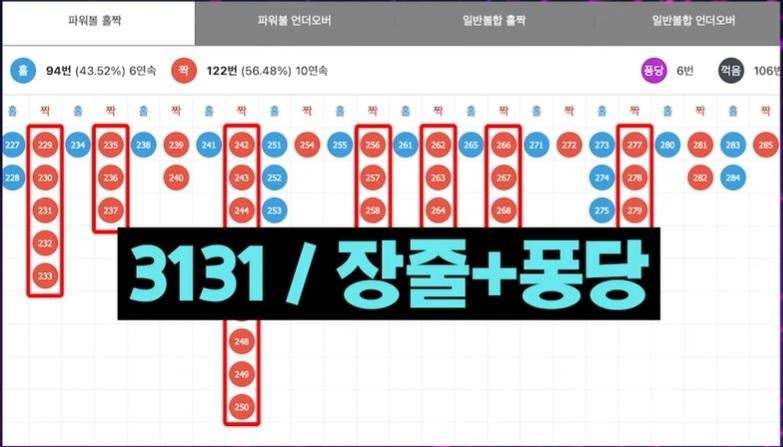 파워볼 홀짝 파워볼 언더오버 일반볼합 홀짝 일반볼합 언더오버
홀 94번 (43.52%) 6연속 짝 122번 (56.48%) 10연속 퐁당 6번 꺽음 106번
홀 짝 홀 짝 홀 짝 홀 짝 홀 짝 홀 짝 홀 짝 홀 짝 홀 짝 홀 짝 홀 짝 홀 짝
227 229 234 235 238 239 241 242 251 254 255 256 261 262 265 266 271 272 273 277 280 281 283 285
228 230 236 240 243 252 257 263 267 274 278 282 284
231 237 244 253 258 264 268 275 279
232
233
3131 / 장줄+퐁당
248
249
250